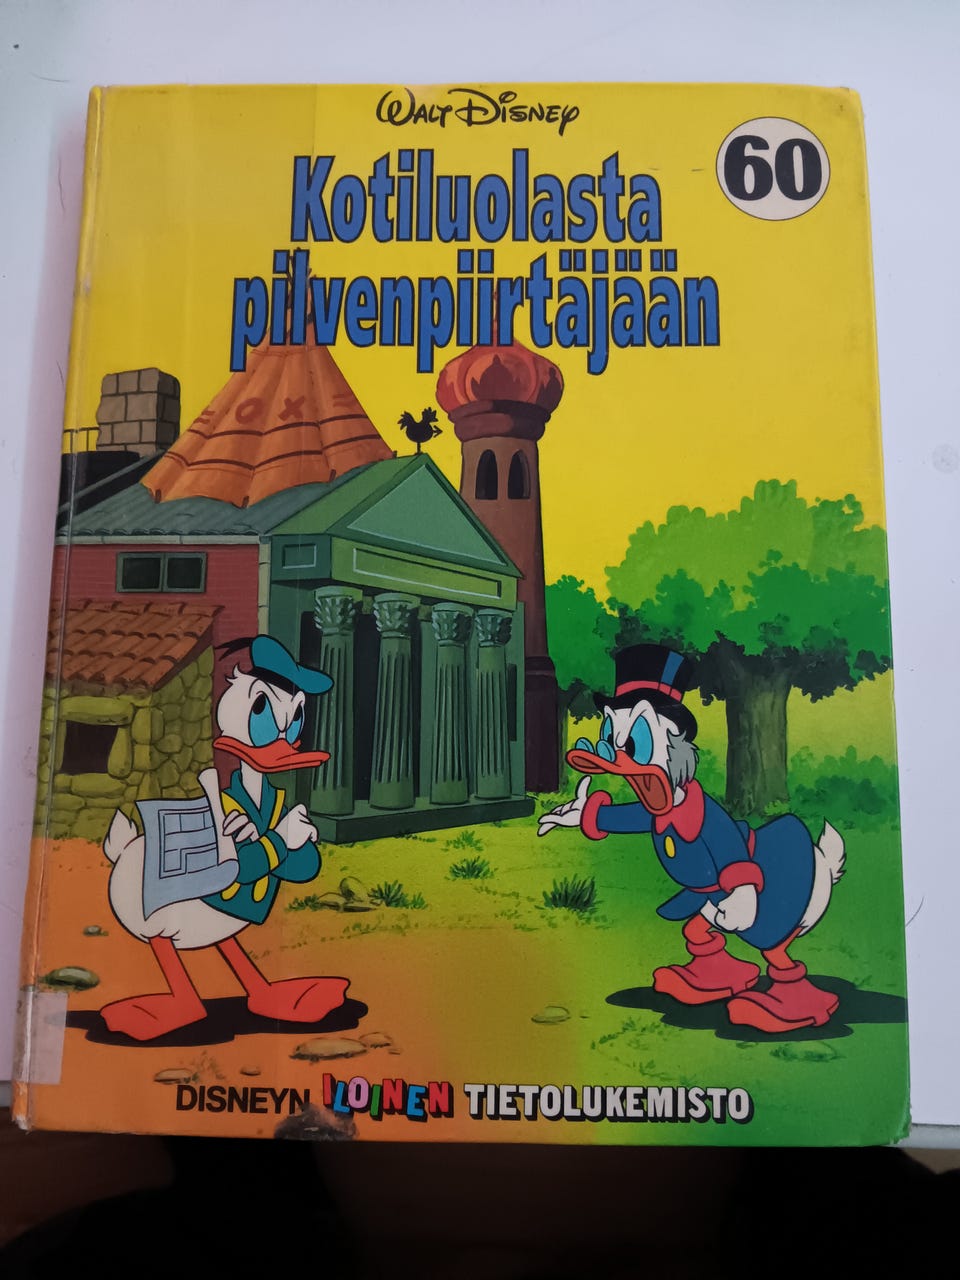 WALT DISNEY
60
Kotiluolasta
pilvenpiirtäjään
DISNEYN ILOINEN TIETOLUKEMISTO